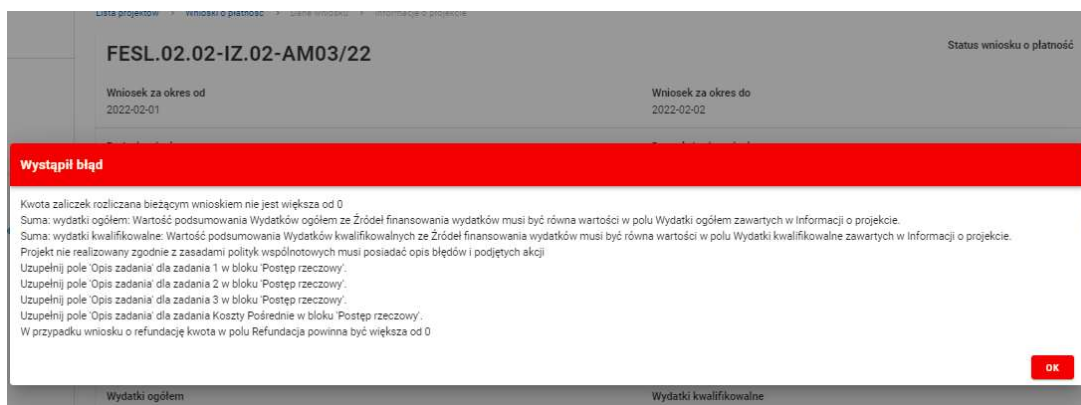 Lista projektów > Wnioski o płatność > Dane wniosku > Informacja o projekcie
FESL.02.02-IZ.02-AM03/22
Status wniosku o płatność
Wniosek za okres od
Wniosek za okres do
2022-02-01
2022-02-02
Wystąpił błąd
Kwota zaliczek rozliczana bieżącym wnioskiem nie jest większa od 0
Suma: wydatki ogółem: Wartość podsumowania Wydatków ogółem ze Źródeł finansowania wydatków musi być równa wartości w polu Wydatki ogółem zawartych w Informacji o projekcie.
Suma: wydatki kwalifikowalne: Wartość podsumowania Wydatków kwalifikowalnych ze Źródeł finansowania wydatków musi być równa wartości w polu Wydatki kwalifikowalne zawartych w Informacji o projekcie.
Projekt nie realizowany zgodnie z zasadami polityk wspólnotowych musi posiadać opis błędów i podjętych akcji
Uzupełnij pole 'Opis zadania' dla zadania 1 w bloku 'Postęp rzeczowy'.
Uzupełnij pole 'Opis zadania' dla zadania 2 w bloku 'Postęp rzeczowy'.
Uzupełnij pole 'Opis zadania' dla zadania 3 w bloku 'Postęp rzeczowy'.
Uzupełnij pole 'Opis zadania' dla zadania Koszty Pośrednie w bloku 'Postęp rzeczowy'.
W przypadku wniosku o refundację kwota w polu Refundacja powinna być większa od 0
OK
Wydatki ogółem
Wydatki kwalifikowalne